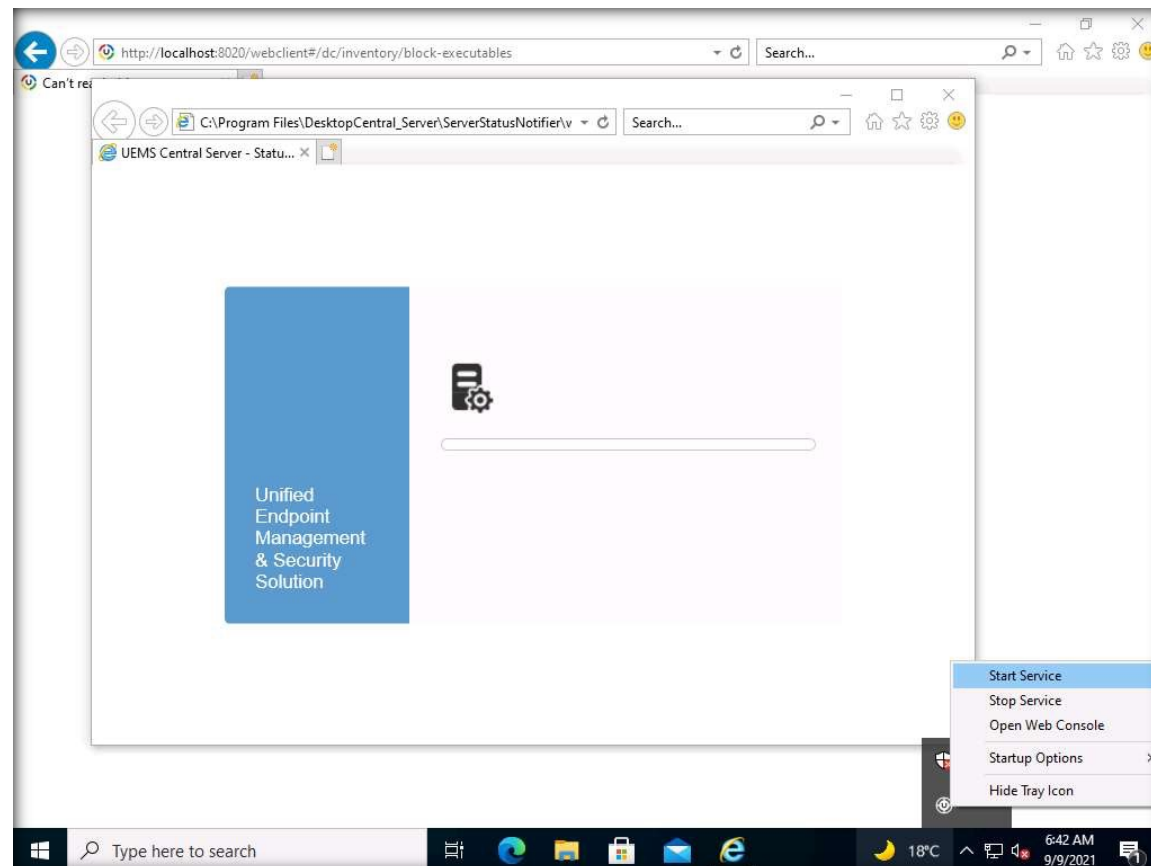 http://localhost:8020/webclient#/dc/inventory/block-executables
Search...
Can't rea
C:\Program Files\DesktopCentral_Server\ServerStatusNotifier\v
Search...
UEMS Central Server - Statu...
Unified
Endpoint
Management
& Security
Solution
Start Service
Stop Service
Open Web Console
Startup Options
Hide Tray Icon
Type here to search
18°C
6:42 AM
9/9/2021
1